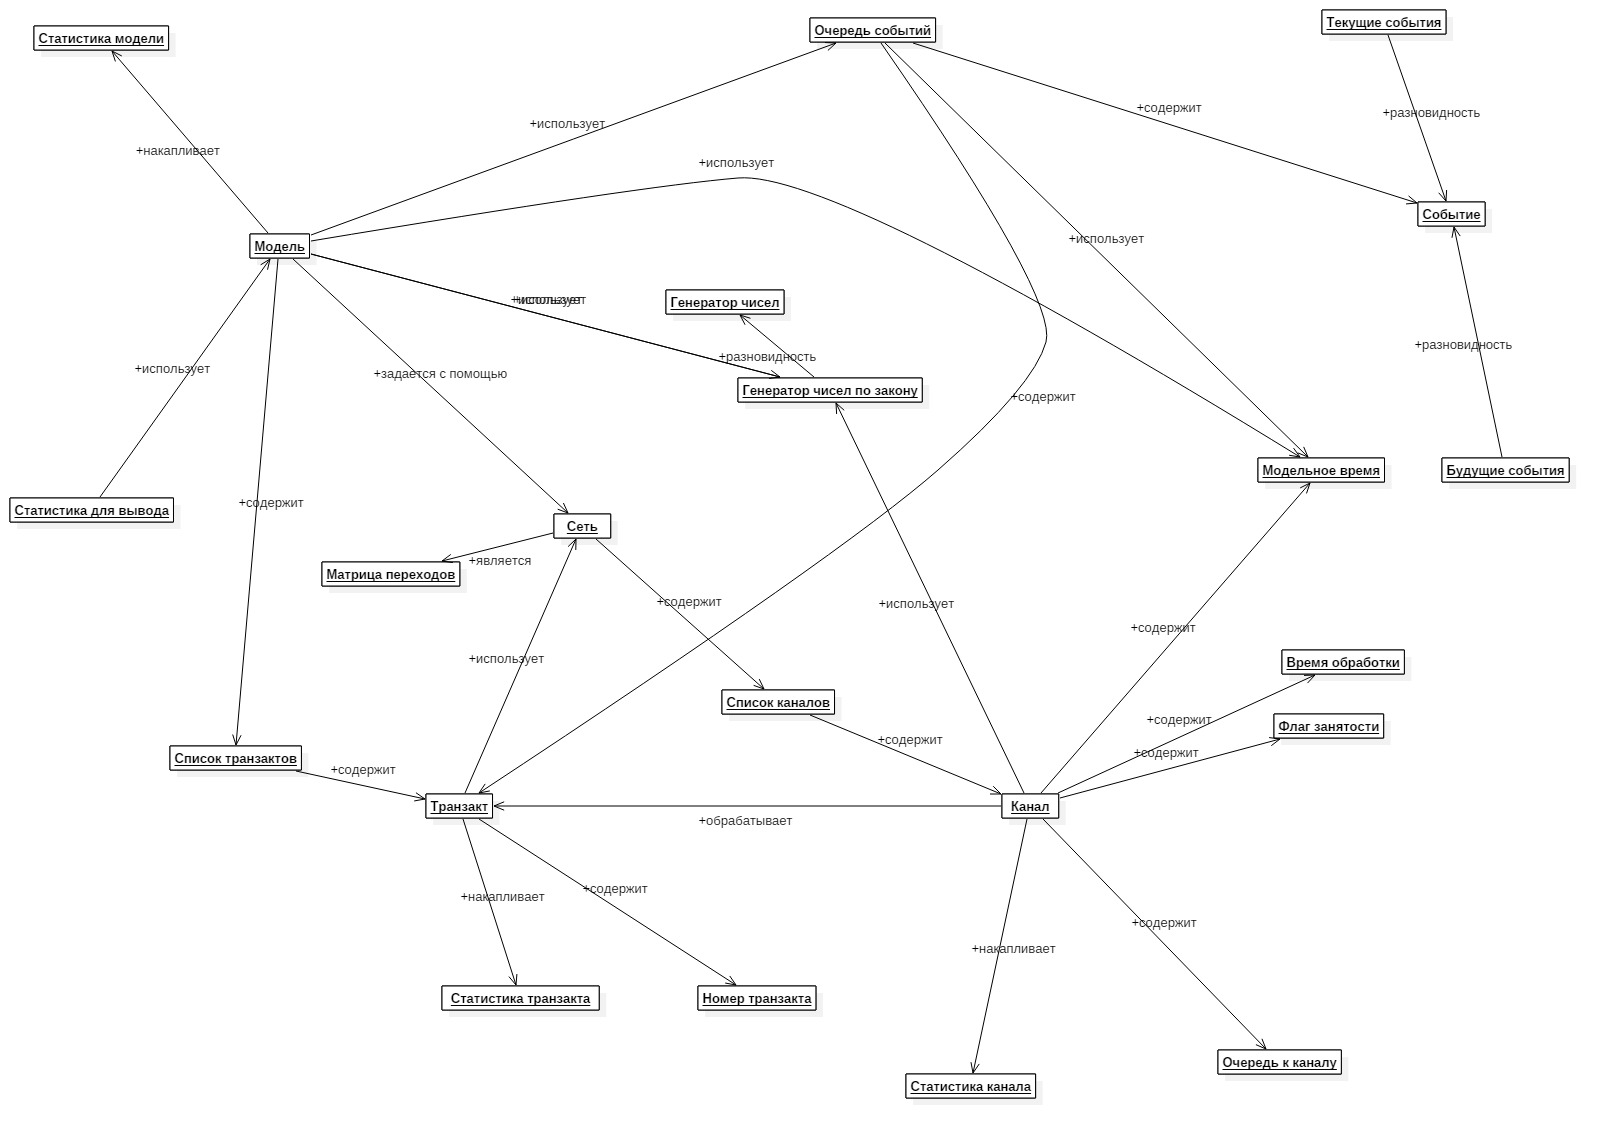 Текущие события
Очередь событий
Статистика модели
+содержит
+разновидность
+использует
+накапливает
+использует
Событие
+использует
Модель
+использует
+использует
Генератор чисел
+разновидность
+разновидность
+использует
+задается с помощью
Генератор чисел по закону
+содержит
Модельное время
Будущие события
+содержит
Статистика для вывода
Сеть
+является
Матрица переходов
+содержит
+использует
+содержит
+использует
Время обработки
Список каналов
+содержит
Флаг занятости
+содержит
+содержит
Список транзактов
+содержит
Транзакт
Канал
+обрабатывает
+содержит
+накапливает
+содержит
+накапливает
Статистика транзакта
Номер транзакта
Очередь к каналу
Статистика канала